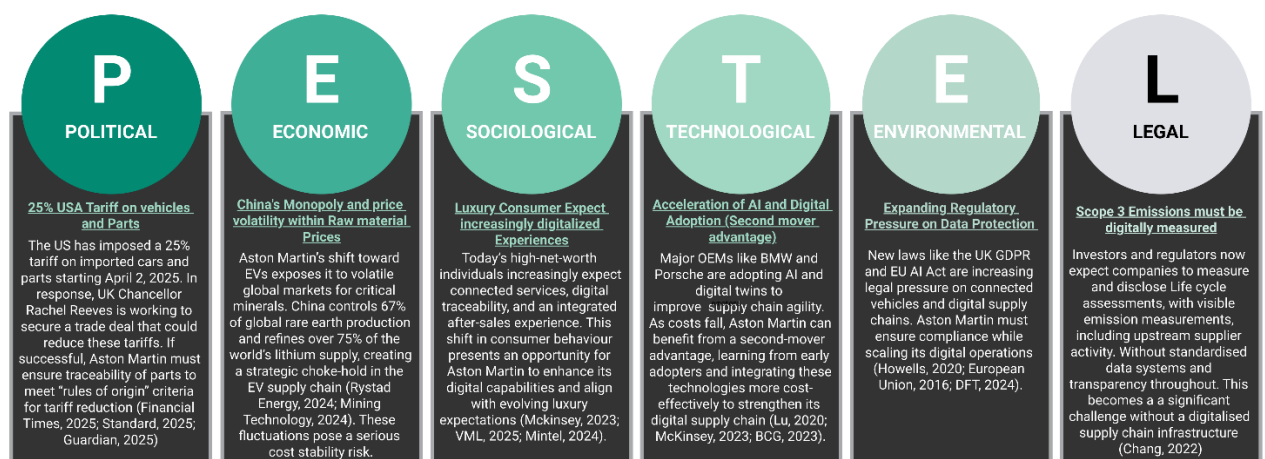 P
POLITICAL
25% USA Tariff on vehicles
and Parts
The US has imposed a 25%
tariff on imported cars and
parts starting April 2, 2025. In
response, UK Chancellor
Rachel Reeves is working to
secure a trade deal that could
reduce these tariffs. If
successful, Aston Martin must
ensure traceability of parts to
meet “rules of origin” criteria
for tariff reduction (Financial
Times, 2025; Standard, 2025;
Guardian, 2025)
E
ECONOMIC
China's Monopoly and price
volatility within Raw material
Prices
Aston Martin’s shift toward
EVs exposes it to volatile
global markets for critical
minerals. China controls 67%
of global rare earth production
and refines over 75% of the
world’s lithium supply, creating
a strategic choke-hold in the
EV supply chain (Rystad
Energy, 2024; Mining
Technology, 2024). These
fluctuations pose a serious
cost stability risk.
S
SOCIOLOGICAL
Luxury Consumer Expect
increasingly digitalized
Experiences
Today’s high-net-worth
individuals increasingly expect
connected services, digital
traceability, and an integrated
after-sales experience. This
shift in consumer behaviour
presents an opportunity for
Aston Martin to enhance its
digital capabilities and align
with evolving luxury
expectations (Mckinsey, 2023;
VML, 2025; Mintel, 2024).
T
TECHNOLOGICAL
Acceleration of AI and Digital
Adoption (Second mover
advantage)
Major OEMs like BMW and
Porsche are adopting AI and
digital twins to
improve supply chain agility.
As costs fall, Aston Martin can
benefit from a second-mover
advantage, learning from early
adopters and integrating these
technologies more cost-
effectively to strengthen its
digital supply chain (Lu, 2020;
McKinsey, 2023; BCG, 2023).
E
ENVIRONMENTAL
Expanding Regulatory
Pressure on Data Protection
New laws like the UK GDPR
and EU AI Act are increasing
legal pressure on connected
vehicles and digital supply
chains. Aston Martin must
ensure compliance while
scaling its digital operations
(Howells, 2020; European
Union, 2016; DFT, 2024).
L
LEGAL
Scope 3 Emissions must be
digitally measured
Investors and regulators now
expect companies to measure
and disclose Life cycle
assessments, with visible
emission measurements,
including upstream supplier
activity. Without standardised
data systems and
transparency throughout. This
becomes a a significant
challenge without a digitalised
supply chain infrastructure
(Chang, 2022)